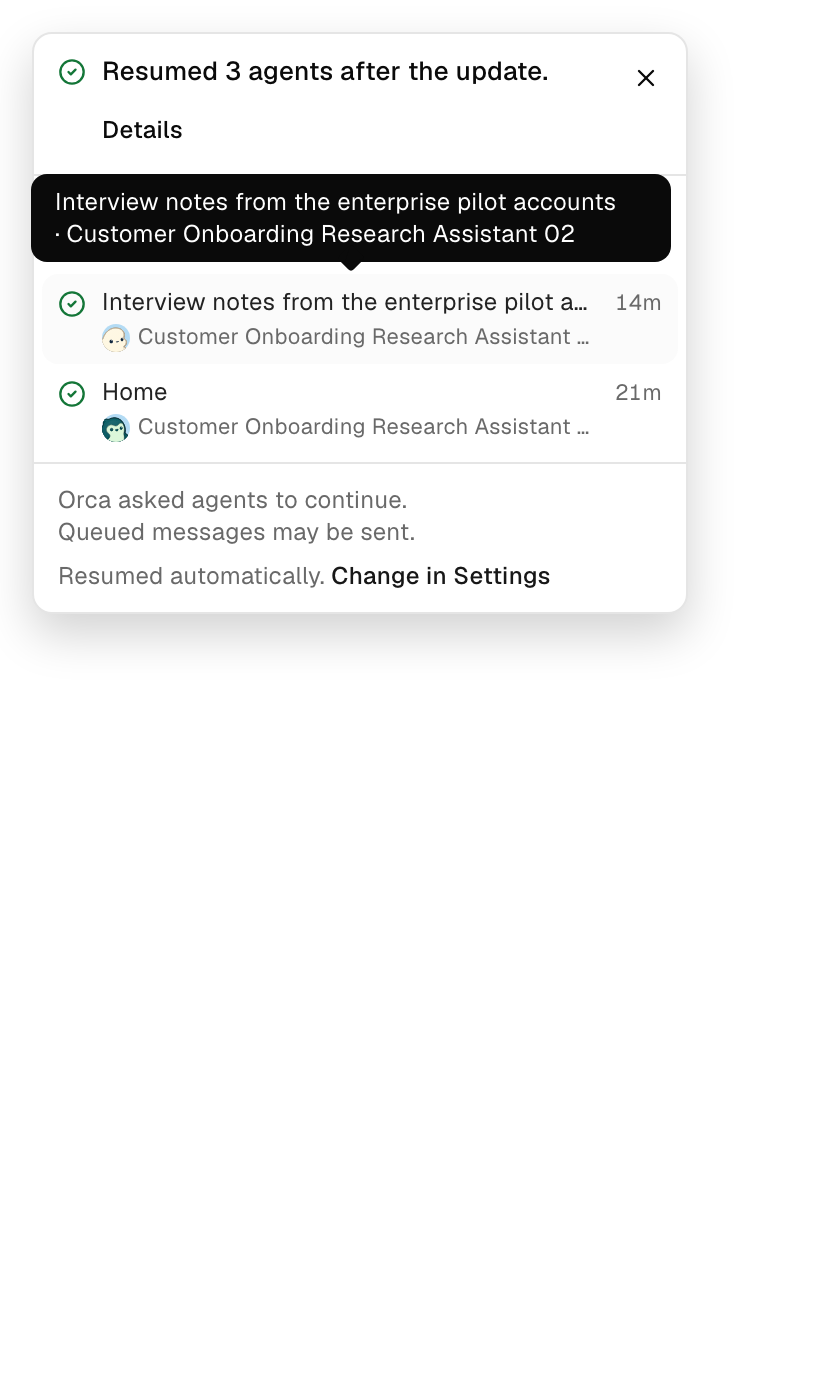 Resumed 3 agents after the update.
Details
Interview notes from the enterprise pilot accounts
· Customer Onboarding Research Assistant 02
Interview notes from the enterprise pilot a... 14m
Customer Onboarding Research Assistant ...
Home 21m
Customer Onboarding Research Assistant ...
Orca asked agents to continue.
Queued messages may be sent.
Resumed automatically. Change in Settings